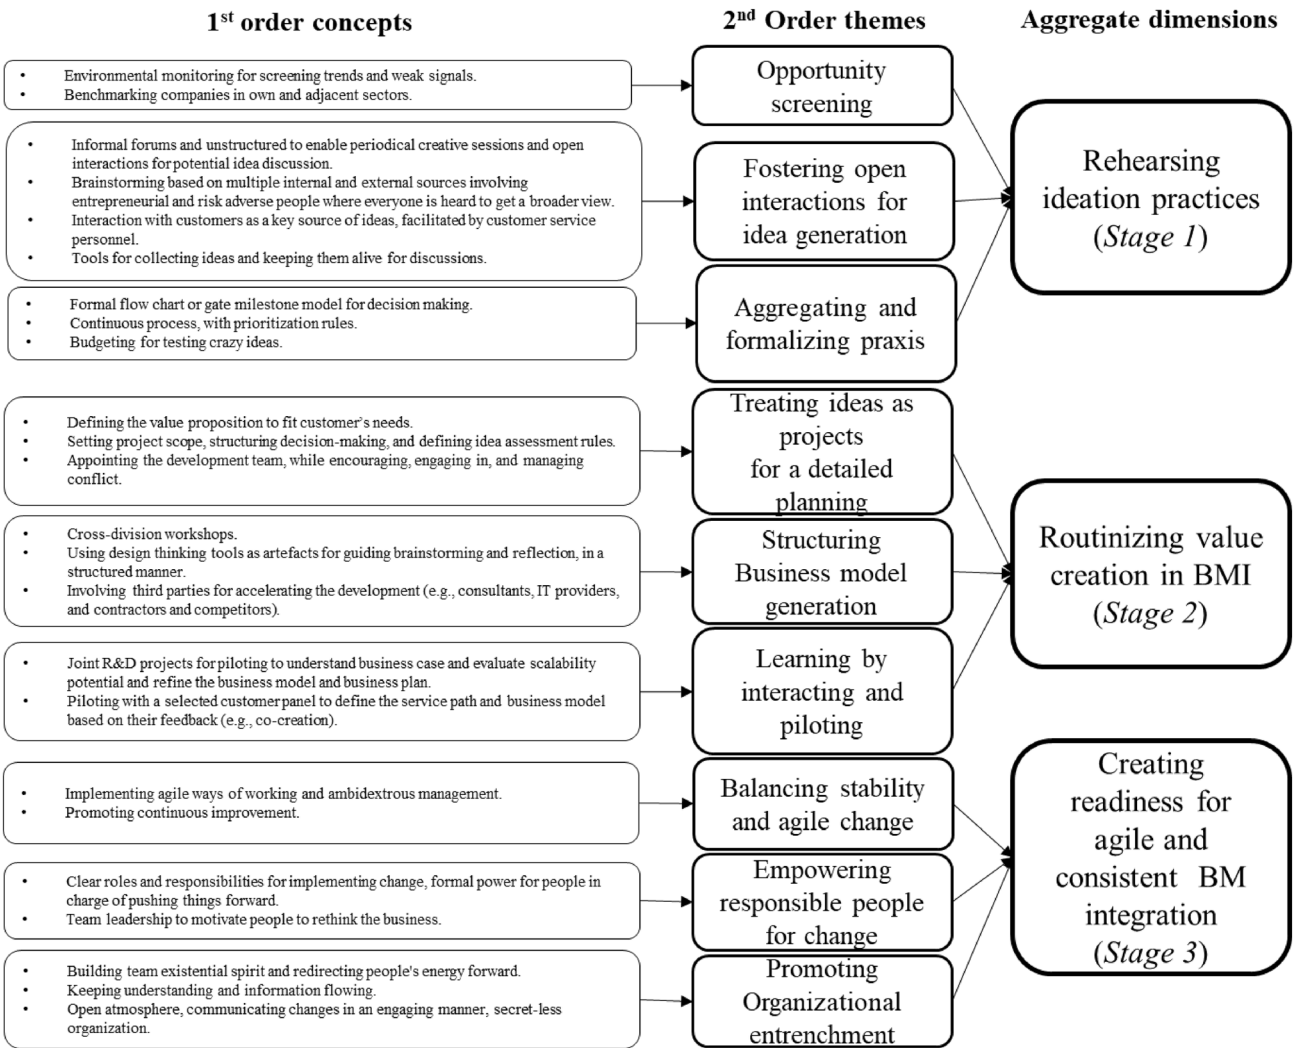 1st order concepts
2nd Order themes
Aggregate dimensions
• Environmental monitoring for screening trends and weak signals.
• Benchmarking companies in own and adjacent sectors.
Opportunity
screening
• Informal forums and unstructured to enable periodical creative sessions and open
interactions for potential idea discussion.
• Brainstorming based on multiple internal and external sources involving
entrepreneurial and risk adverse people where everyone is heard to get a broader view.
• Interaction with customers as a key source of ideas, facilitated by customer service
personnel.
• Tools for collecting ideas and keeping them alive for discussions.
Fostering open
interactions for
idea generation
• Formal flow chart or gate milestone model for decision making.
• Continuous process, with prioritization rules.
• Budgeting for testing crazy ideas.
Aggregating and
formalizing praxis
Rehearsing
ideation practices
(Stage 1)
• Defining the value proposition to fit customer's needs.
• Setting project scope, structuring decision-making, and defining idea assessment rules.
• Appointing the development team, while encouraging, engaging in, and managing
conflict.
Treating ideas as
projects
for a detailed
planning
• Cross-division workshops.
• Using design thinking tools as artefacts for guiding brainstorming and reflection, in a
structured manner.
• Involving third parties for accelerating the development (e.g., consultants, IT providers,
and contractors and competitors).
Structuring
Business model
generation
• Joint R&D projects for piloting to understand business case and evaluate scalability
potential and refine the business model and business plan.
• Piloting with a selected customer panel to define the service path and business model
based on their feedback (e.g., co-creation).
Learning by
interacting and
piloting
Routinizing value
creation in BMI
(Stage 2)
• Implementing agile ways of working and ambidextrous management.
• Promoting continuous improvement.
Balancing stability
and agile change
• Clear roles and responsibilities for implementing change, formal power for people in
charge of pushing things forward.
• Team leadership to motivate people to rethink the business.
Empowering
responsible people
for change
• Building team existential spirit and redirecting people's energy forward.
• Keeping understanding and information flowing.
• Open atmosphere, communicating changes in an engaging manner, secret-less
organization.
Promoting
Organizational
entrenchment
Creating
readiness for
agile and
consistent BM
integration
(Stage 3)